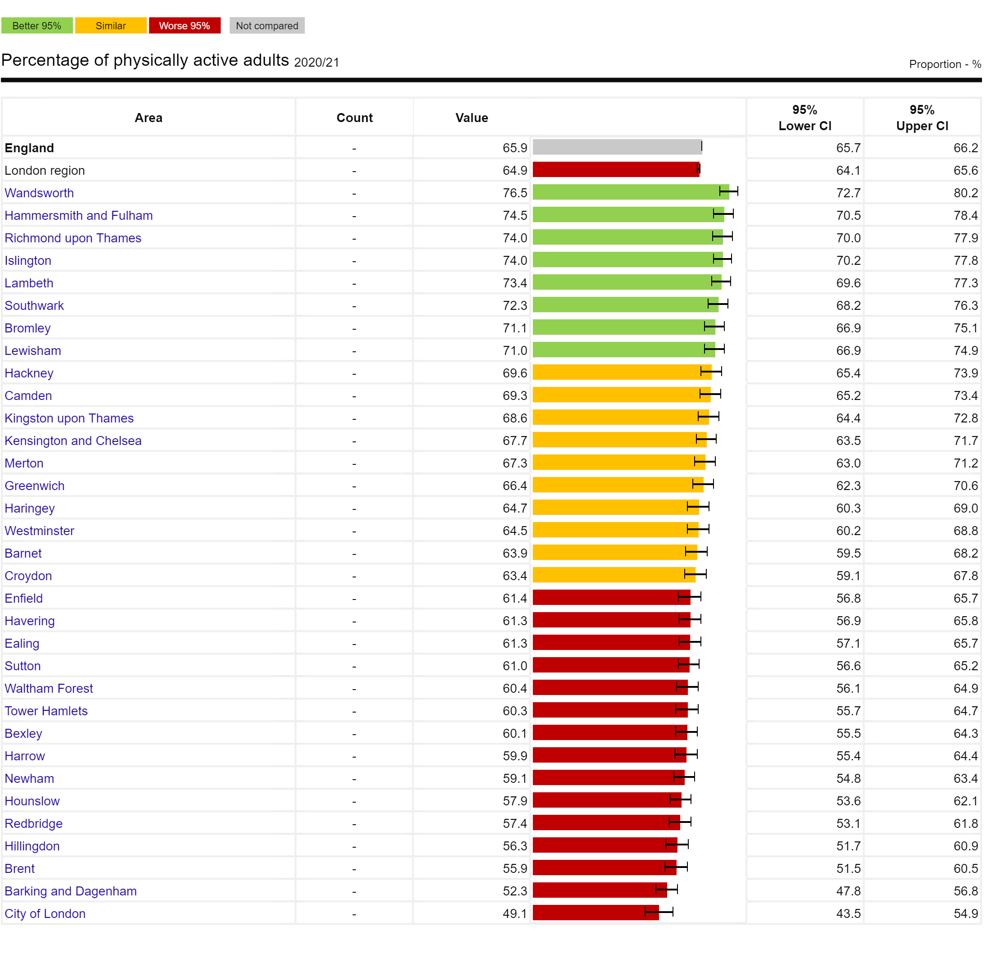 Better 95% Similar Worse 95% Not compared
Percentage of physically active adults 2020/21 Proportion - %
Area Count Value 95% Lower CI 95% Upper CI
England - 65.9 65.7 66.2
London region - 64.9 64.1 65.6
Wandsworth - 76.5 72.7 80.2
Hammersmith and Fulham - 74.5 70.5 78.4
Richmond upon Thames - 74.0 70.0 77.9
Islington - 74.0 70.2 77.8
Lambeth - 73.4 69.6 77.3
Southwark - 72.3 68.2 76.3
Bromley - 71.1 66.9 75.1
Lewisham - 71.0 66.9 74.9
Hackney - 69.6 65.4 73.9
Camden - 69.3 65.2 73.4
Kingston upon Thames - 68.6 64.4 72.8
Kensington and Chelsea - 67.7 63.5 71.7
Merton - 67.3 63.0 71.2
Greenwich - 66.4 62.3 70.6
Haringey - 64.7 60.3 69.0
Westminster - 64.5 60.2 68.8
Barnet - 63.9 59.5 68.2
Croydon - 63.4 59.1 67.8
Enfield - 61.4 56.8 65.7
Havering - 61.3 56.9 65.8
Ealing - 61.3 57.1 65.7
Sutton - 61.0 56.6 65.2
Waltham Forest - 60.4 56.1 64.9
Tower Hamlets - 60.3 55.7 64.7
Bexley - 60.1 55.5 64.3
Harrow - 59.9 55.4 64.4
Newham - 59.1 54.8 63.4
Hounslow - 57.9 53.6 62.1
Redbridge - 57.4 53.1 61.8
Hillingdon - 56.3 51.7 60.9
Brent - 55.9 51.5 60.5
Barking and Dagenham - 52.3 47.8 56.8
City of London - 49.1 43.5 54.9